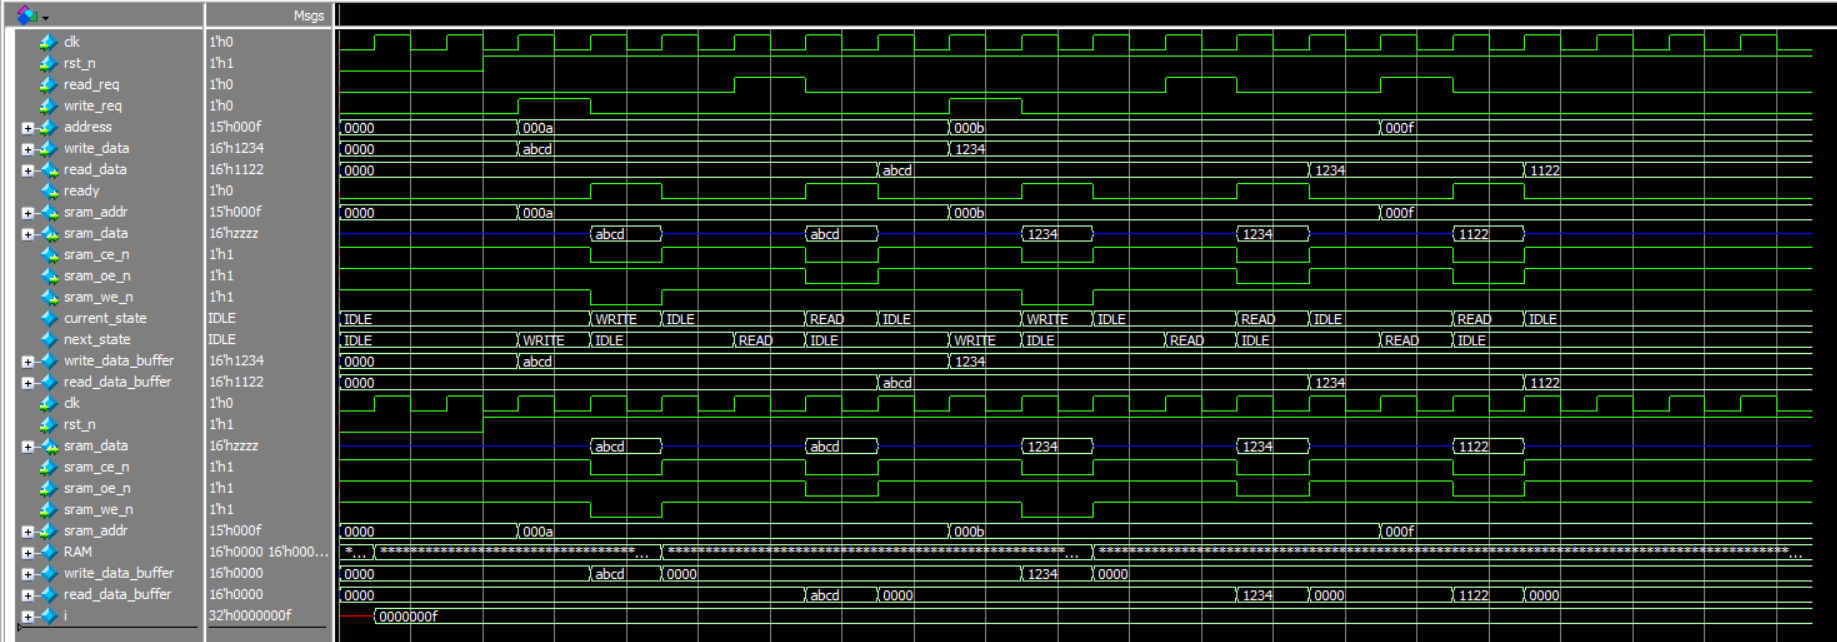 Msgs
clk 1'h0
rst_n 1'h1
read_req 1'h0
write_req 1'h0
address 15'h000f 0000 000a 000b 000f
write_data 16'h1234 0000 abcd 1234
read_data 16'h1122 0000 abcd 1234 1122
ready 1'h0
sram_addr 15'h000f 0000 000a 000b 000f
sram_data 16'hzzzz abcd abcd 1234 1234 1122
sram_ce_n 1'h1
sram_oe_n 1'h1
sram_we_n 1'h1
current_state IDLE IDLE WRITE IDLE READ IDLE WRITE IDLE READ IDLE READ IDLE
next_state IDLE IDLE WRITE IDLE READ IDLE WRITE IDLE READ IDLE READ IDLE
write_data_buffer 16'h1234 0000 abcd 1234
read_data_buffer 16'h1122 0000 abcd 1234 1122
clk 1'h0
rst_n 1'h1
sram_data 16'hzzzz abcd abcd 1234 1234 1122
sram_ce_n 1'h1
sram_oe_n 1'h1
sram_we_n 1'h1
sram_addr 15'h000f 0000 000a 000b 000f
RAM 16'h0000 16'h000...
write_data_buffer 16'h0000 0000 abcd 0000 1234 0000
read_data_buffer 16'h0000 0000 abcd 0000 1234 0000 1122 0000
i 32'h0000000f 0000000f